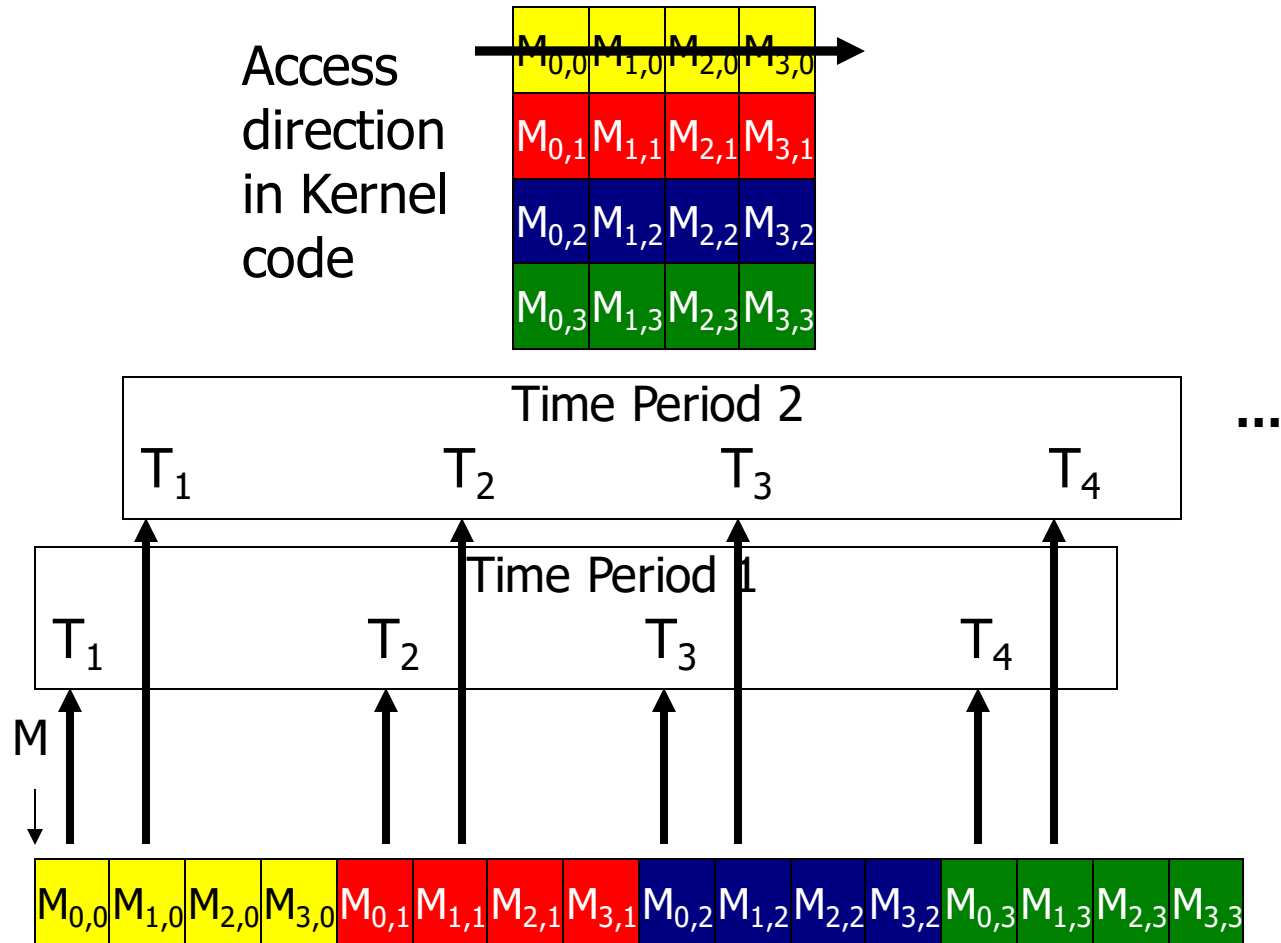 Access
direction
in Kernel
code
M0,0 M1,0 M2,0 M3,0
M0,1 M1,1 M2,1 M3,1
M0,2 M1,2 M2,2 M3,2
M0,3 M1,3 M2,3 M3,3
Time Period 2
...
T1 T2 T3 T4
Time Period 1
T1 T2 T3 T4
M
M0,0 M1,0 M2,0 M3,0 M0,1 M1,1 M2,1 M3,1 M0,2 M1,2 M2,2 M3,2 M0,3 M1,3 M2,3 M3,3